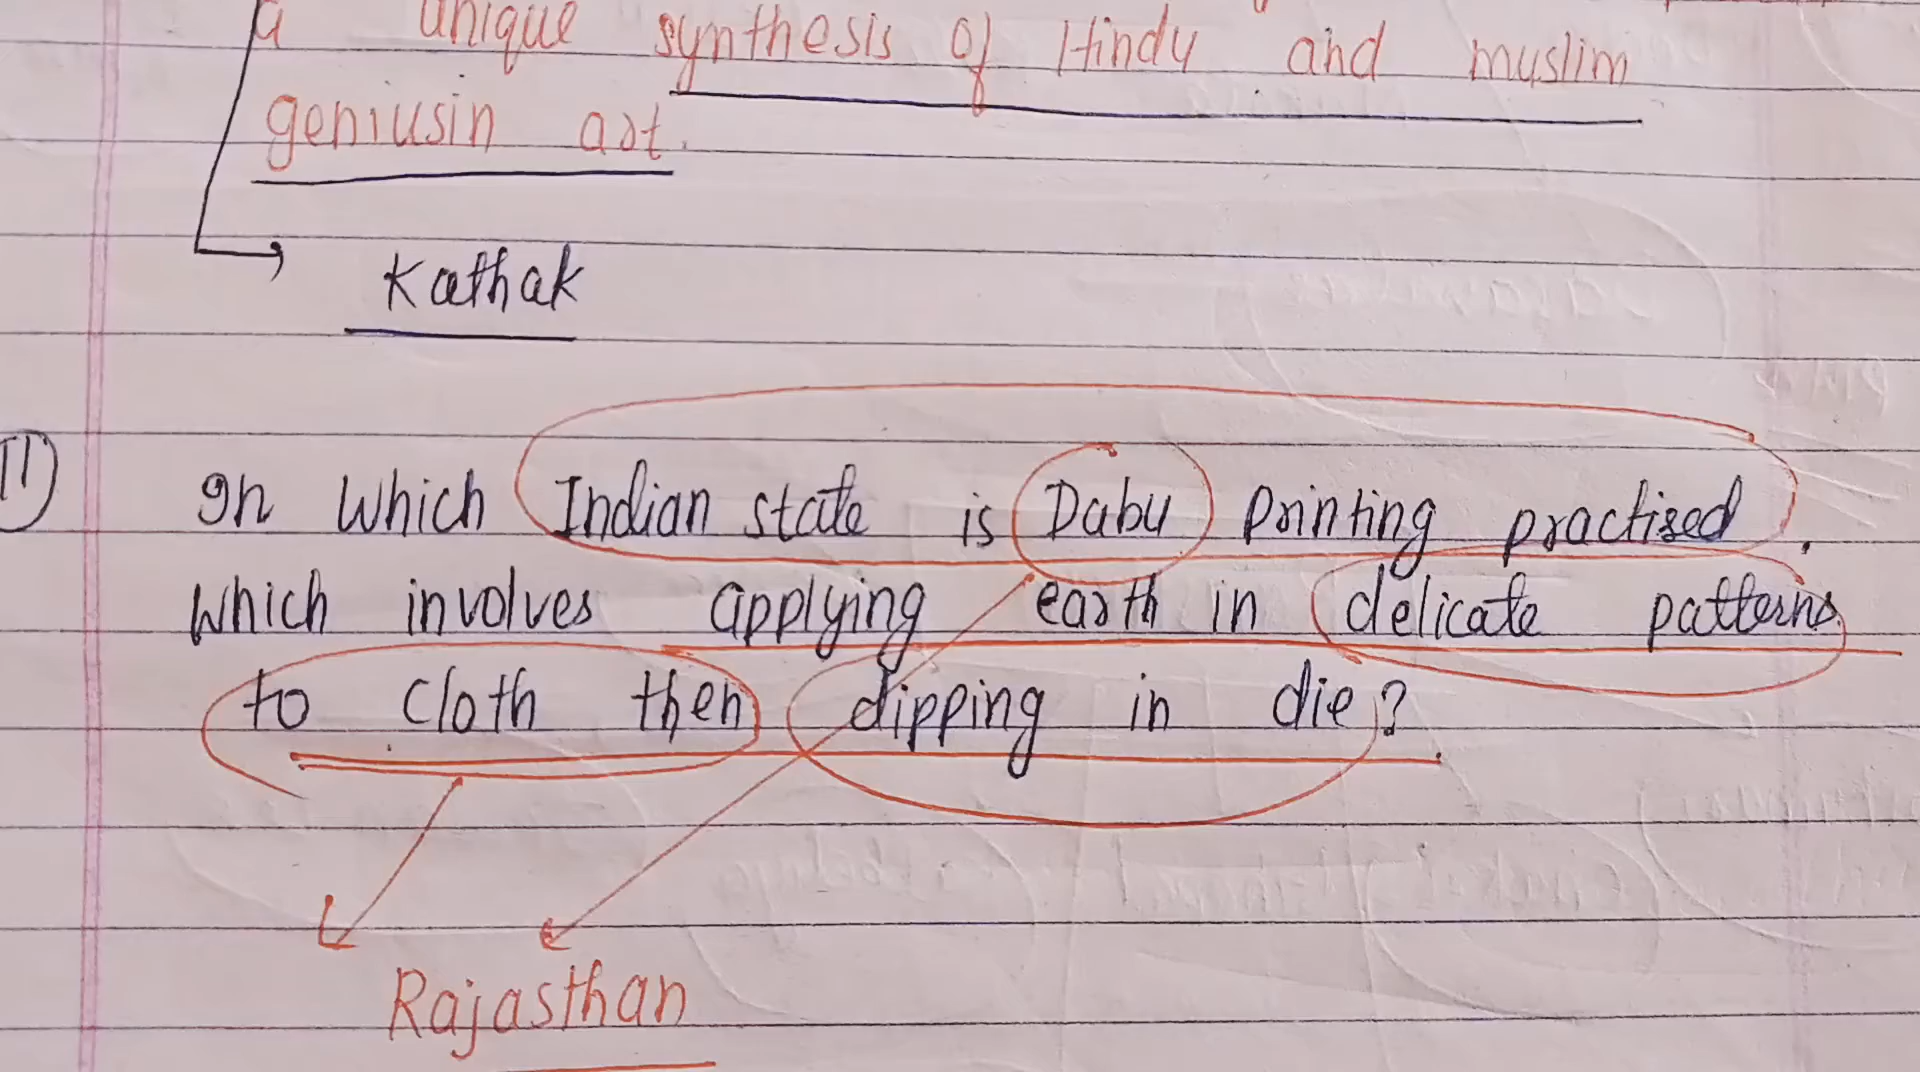 a unique synthesis of Hindu and muslim
geniusin art.
Kathak
11) In which Indian state is Dabu printing practised.
which involves applying earth in delicate patterns
to cloth then dipping in die?
Rajasthan